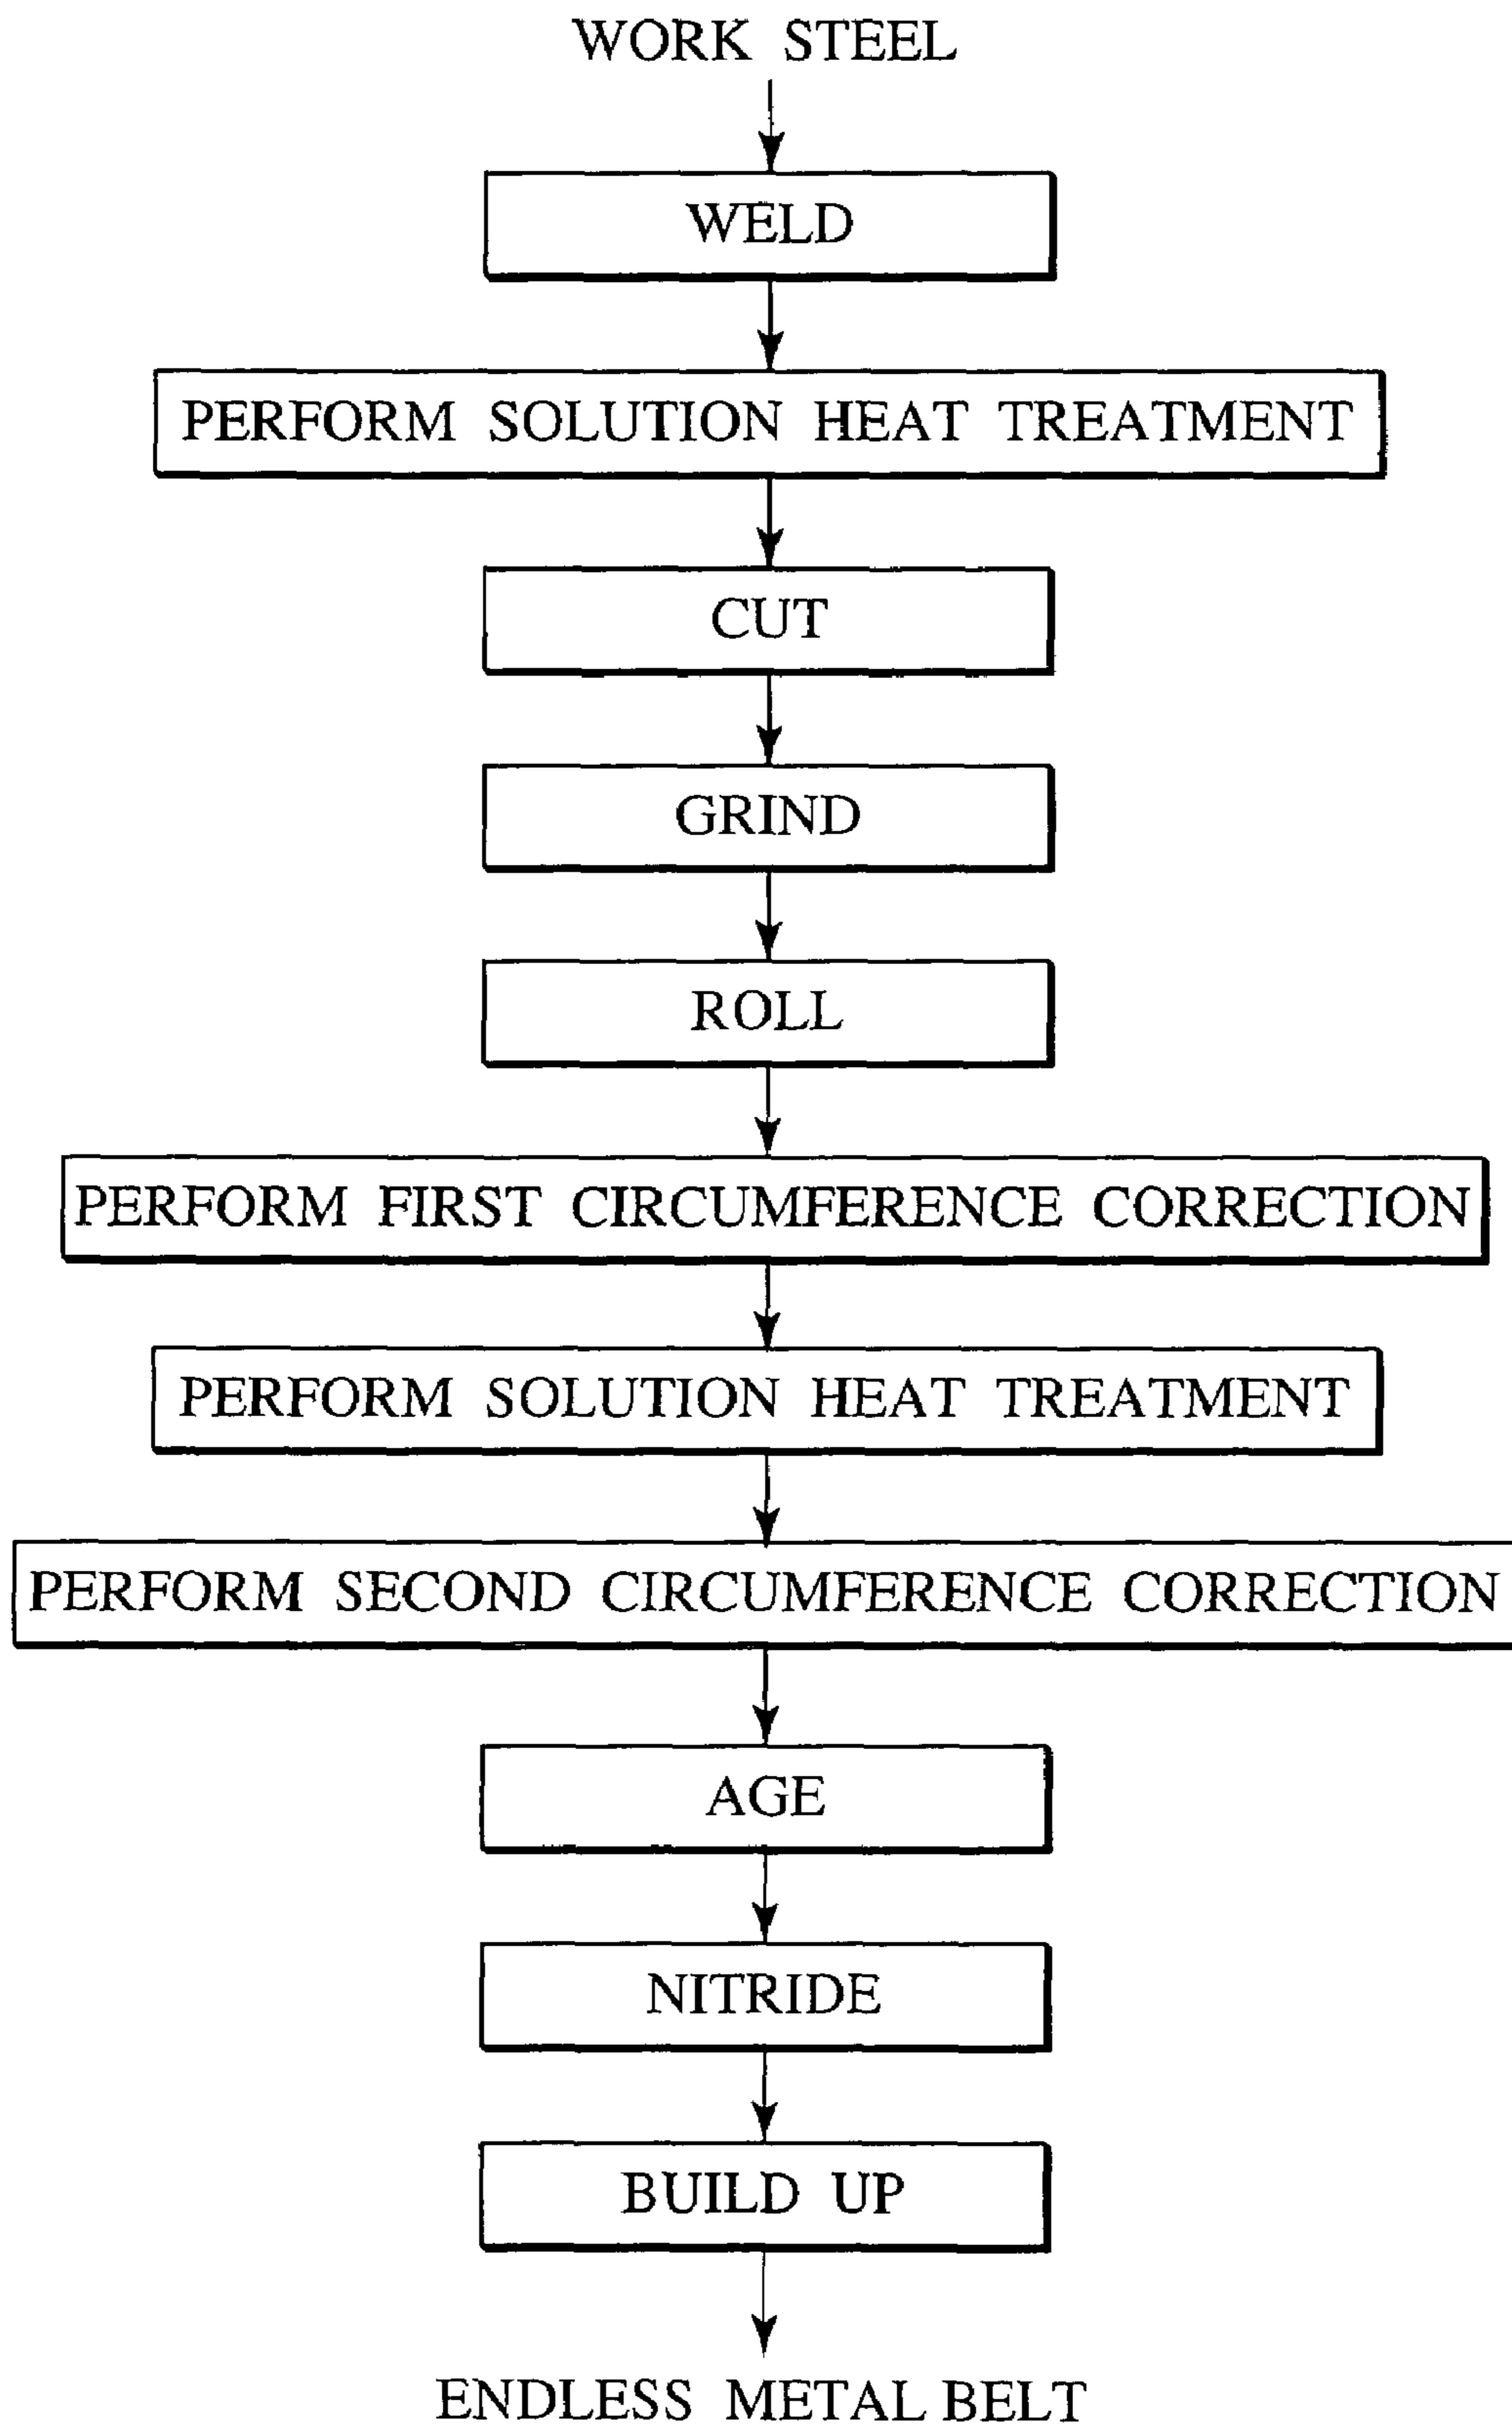 WORK STEEL
WELD
PERFORM SOLUTION HEAT TREATMENT
CUT
GRIND
ROLL
PERFORM FIRST CIRCUMFERENCE CORRECTION
PERFORM SOLUTION HEAT TREATMENT
PERFORM SECOND CIRCUMFERENCE CORRECTION
AGE
NITRIDE
BUILD UP
ENDLESS METAL BELT